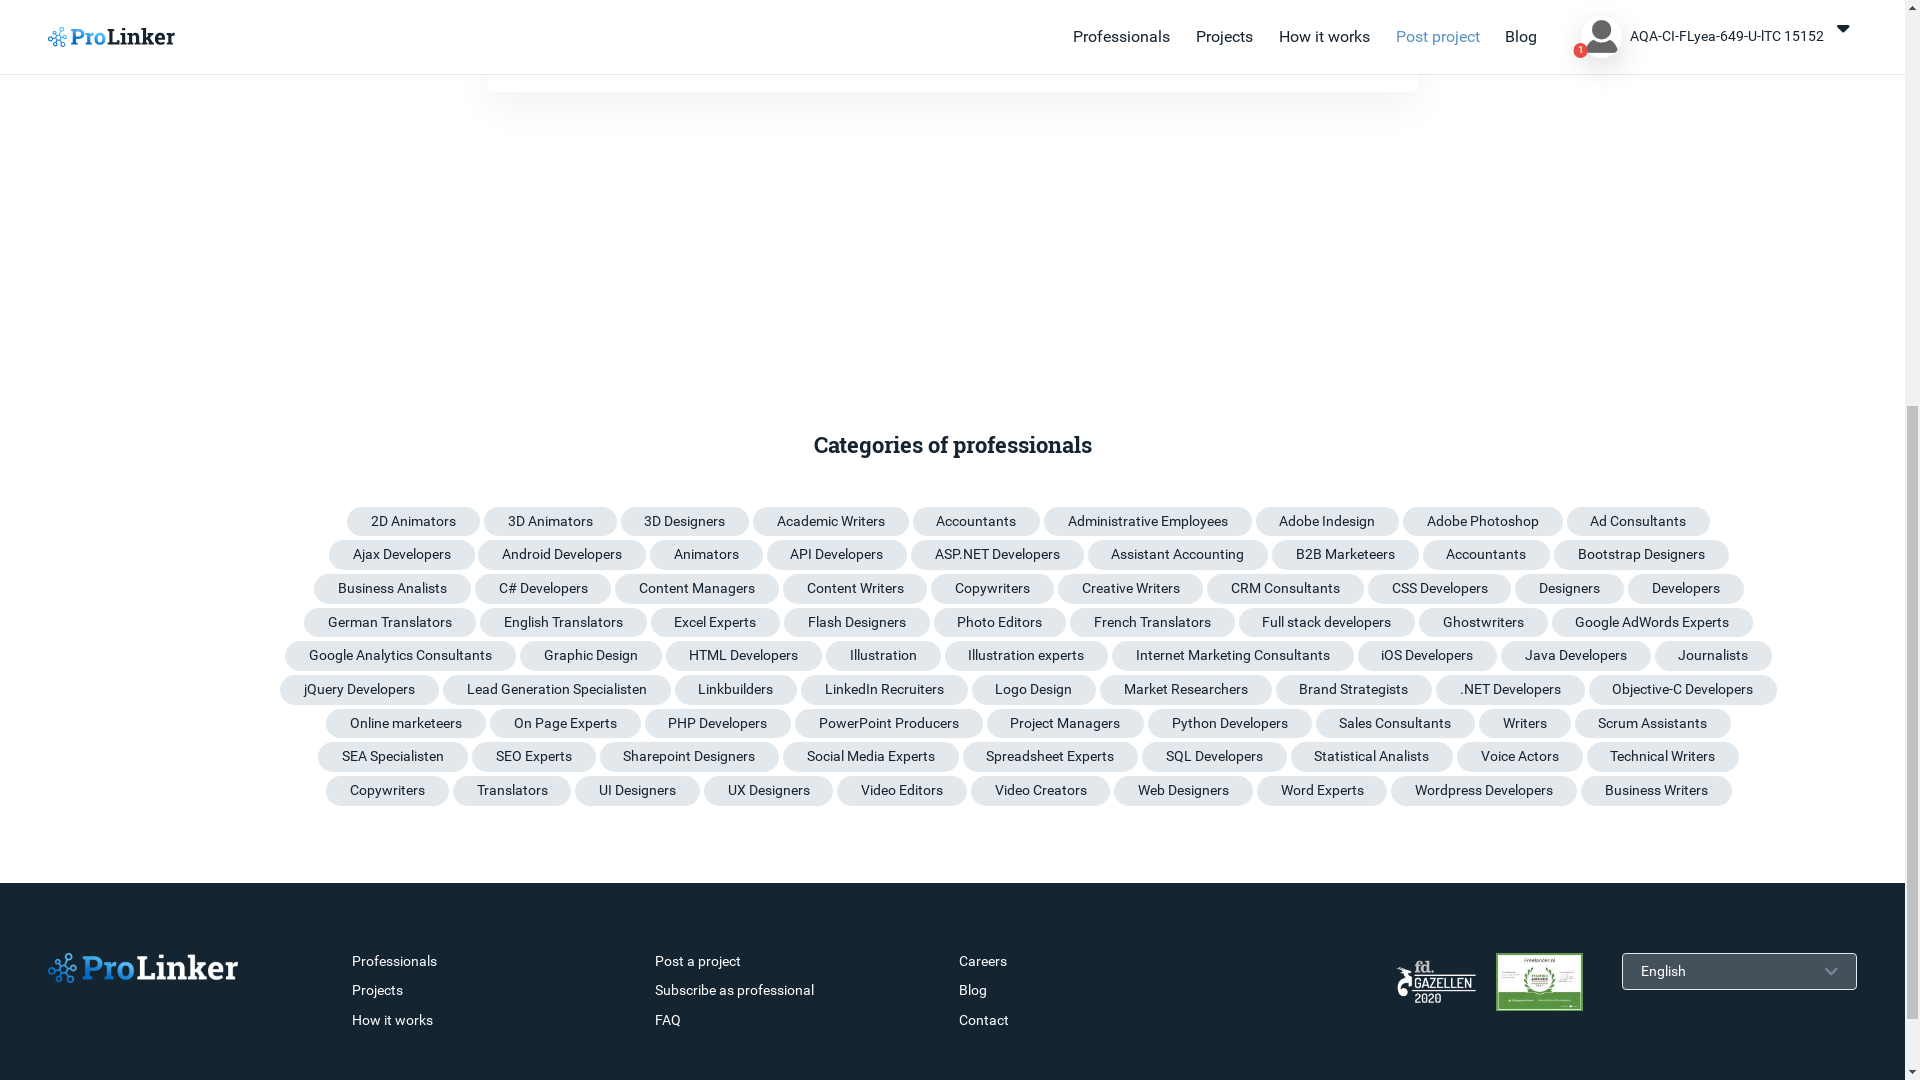 ProLinker
Professionals Projects How it works Post project Blog 1 AQA-CI-FLyea-649-U-lTC 15152
Categories of professionals
2D Animators 3D Animators 3D Designers Academic Writers Accountants Administrative Employees Adobe Indesign Adobe Photoshop Ad Consultants
Ajax Developers Android Developers Animators API Developers ASP.NET Developers Assistant Accounting B2B Marketeers Accountants Bootstrap Designers
Business Analists C# Developers Content Managers Content Writers Copywriters Creative Writers CRM Consultants CSS Developers Designers Developers
German Translators English Translators Excel Experts Flash Designers Photo Editors French Translators Full stack developers Ghostwriters Google AdWords Experts
Google Analytics Consultants Graphic Design HTML Developers Illustration Illustration experts Internet Marketing Consultants iOS Developers Java Developers Journalists
jQuery Developers Lead Generation Specialisten Linkbuilders LinkedIn Recruiters Logo Design Market Researchers Brand Strategists .NET Developers Objective-C Developers
Online marketeers On Page Experts PHP Developers PowerPoint Producers Project Managers Python Developers Sales Consultants Writers Scrum Assistants
SEA Specialisten SEO Experts Sharepoint Designers Social Media Experts Spreadsheet Experts SQL Developers Statistical Analists Voice Actors Technical Writers
Copywriters Translators UI Designers UX Designers Video Editors Video Creators Web Designers Word Experts Wordpress Developers Business Writers
ProLinker
Professionals
Projects
How it works
Post a project
Subscribe as professional
FAQ
Careers
Blog
Contact
fd.
GAZELLEN
2020
Freelancer.nl
English